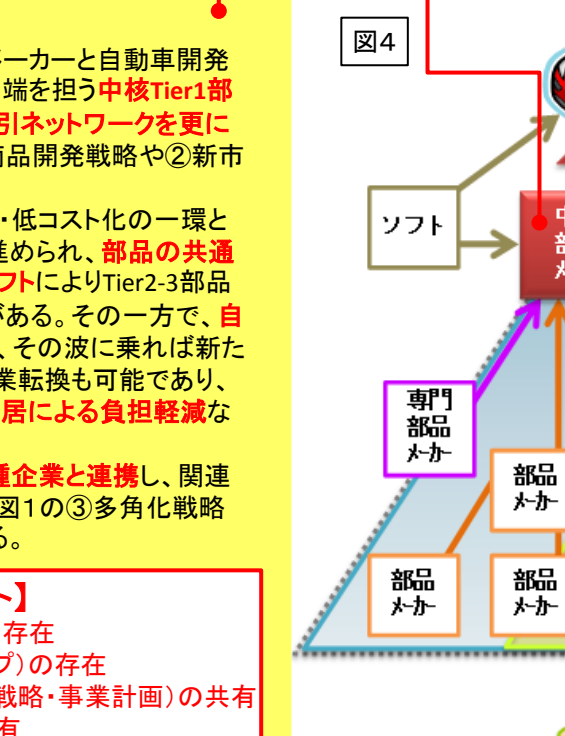 ーカーと自動車開発
端を担う中核Tier1部
引ネットワークを更に
商品開発戦略や②新市
・低コスト化の一環と
進められ、部品の共通
フトによりTier2-3部品
がある。その一方で、自
、その波に乗れば新た
業転換も可能であり、
居による負担軽減な
種企業と連携し、関連
図1の③多角化戦略
る。
ト】
存在
プ)の存在
戦略・事業計画)の共有
有
図4
ソフト
専門
部品
メーカー
部品
メーカー
部品
メーカー
部品
メーカー